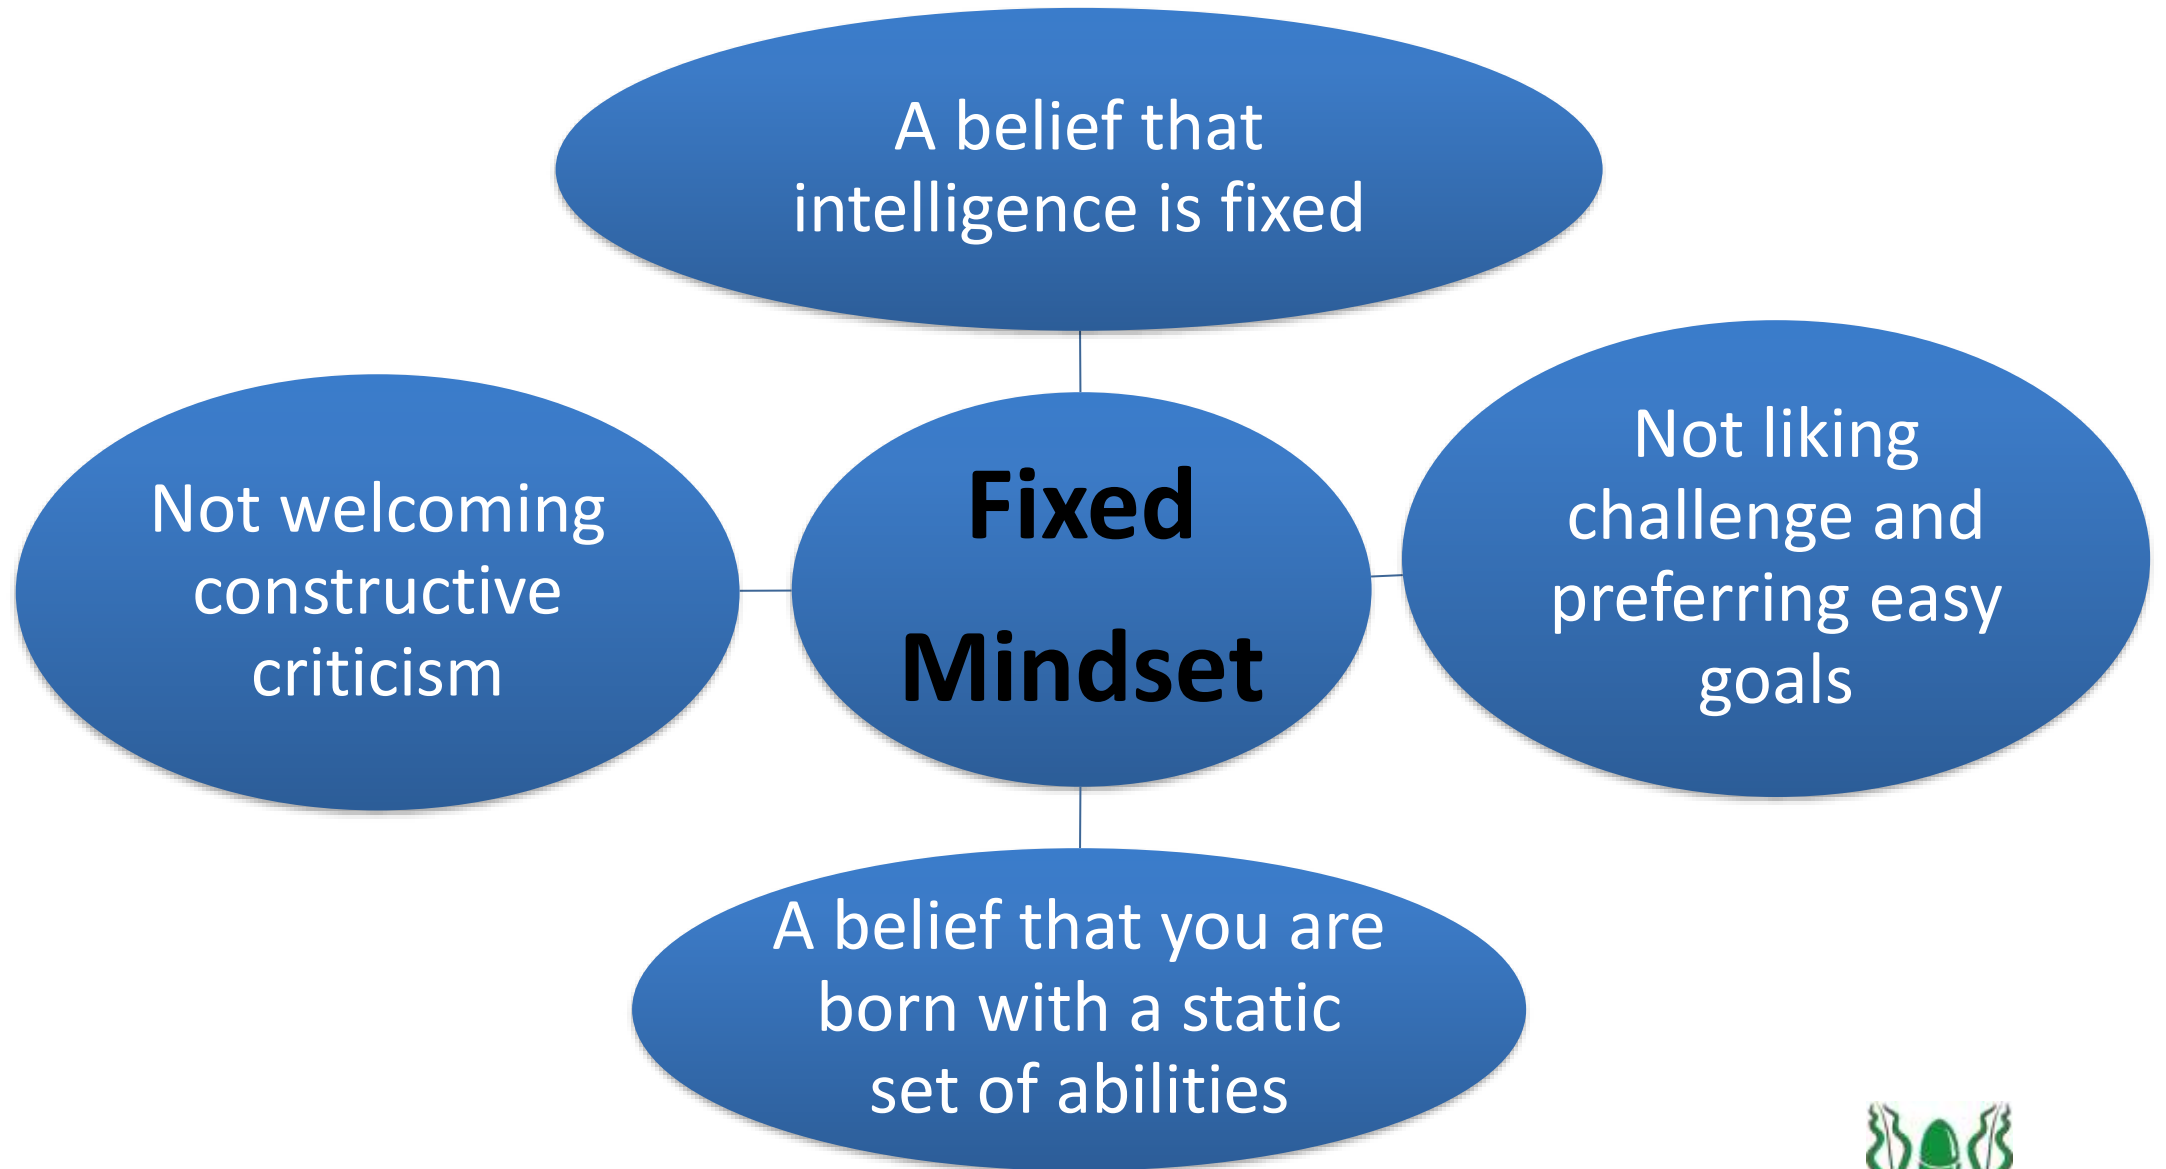 A belief that
intelligence is fixed
Not welcoming
constructive
criticism
Fixed
Mindset
Not liking
challenge and
preferring easy
goals
A belief that you are
born with a static
set of abilities